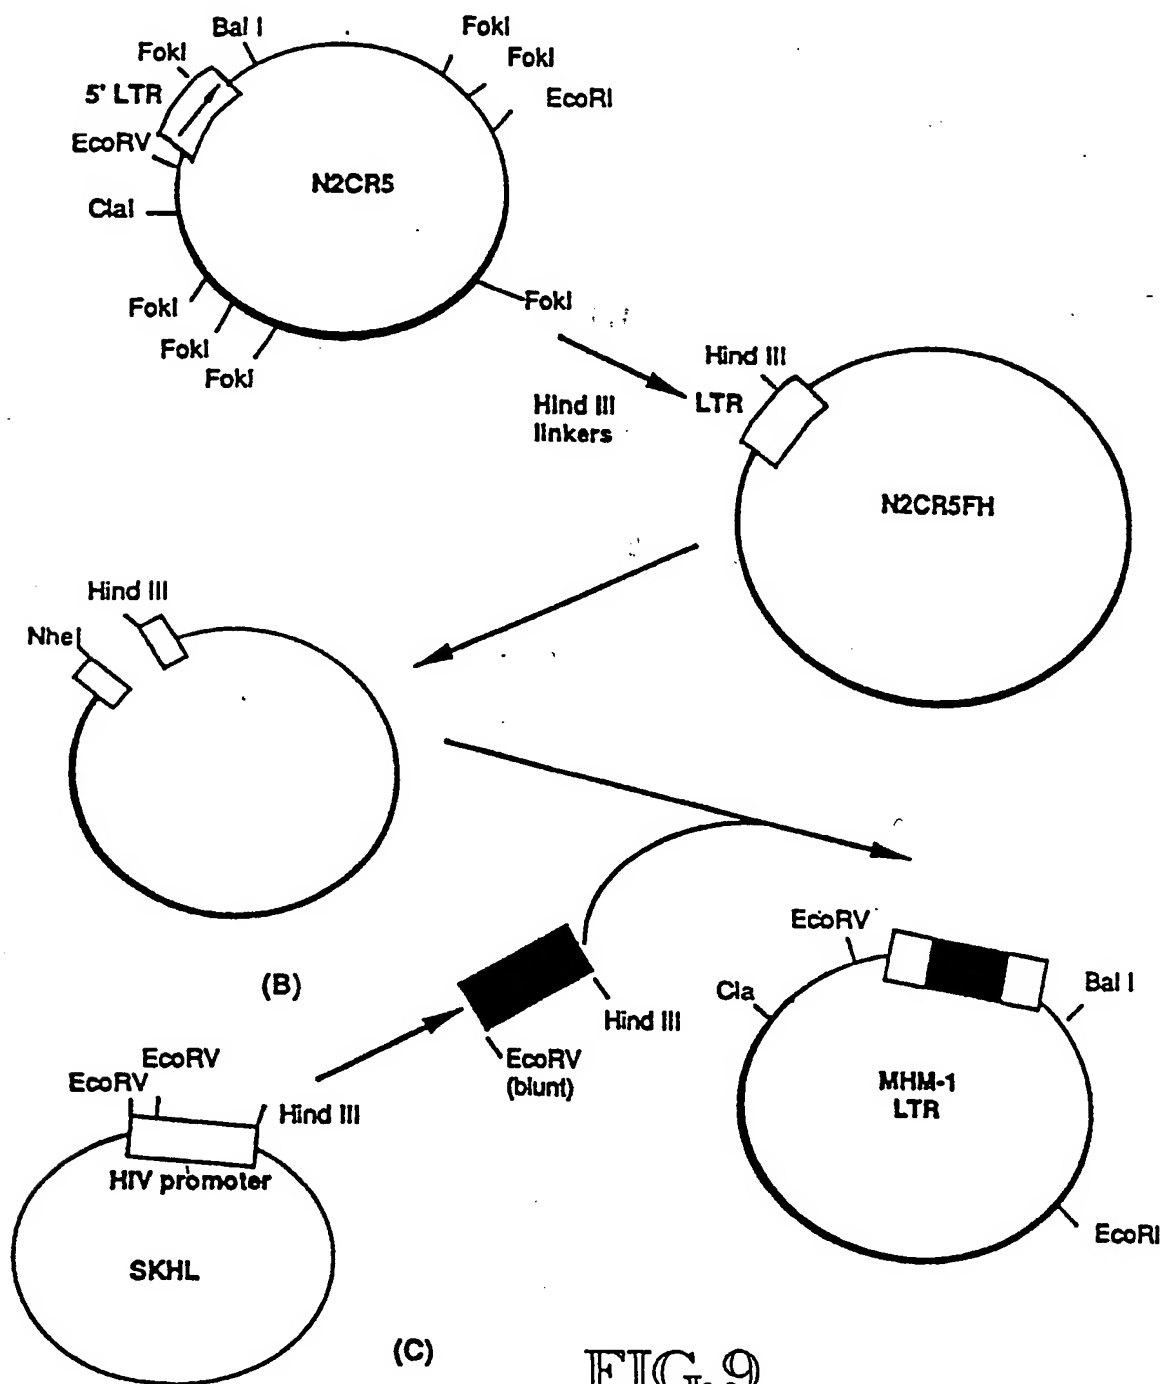 Bal I
FokI
FokI
FokI
5' LTR
EcoRI
EcoRV
N2CR5
ClaI
FokI
FokI
FokI
FokI
Hind III
linkers
Hind III
LTR
N2CR5FH
Hind III
NheI
(B)
Hind III
EcoRV
(blunt)
EcoRV
EcoRV
Hind III
HIV promoter
SKHL
(C)
EcoRV
Cla
Bal I
MHM-1
LTR
EcoRI
FIG. 9